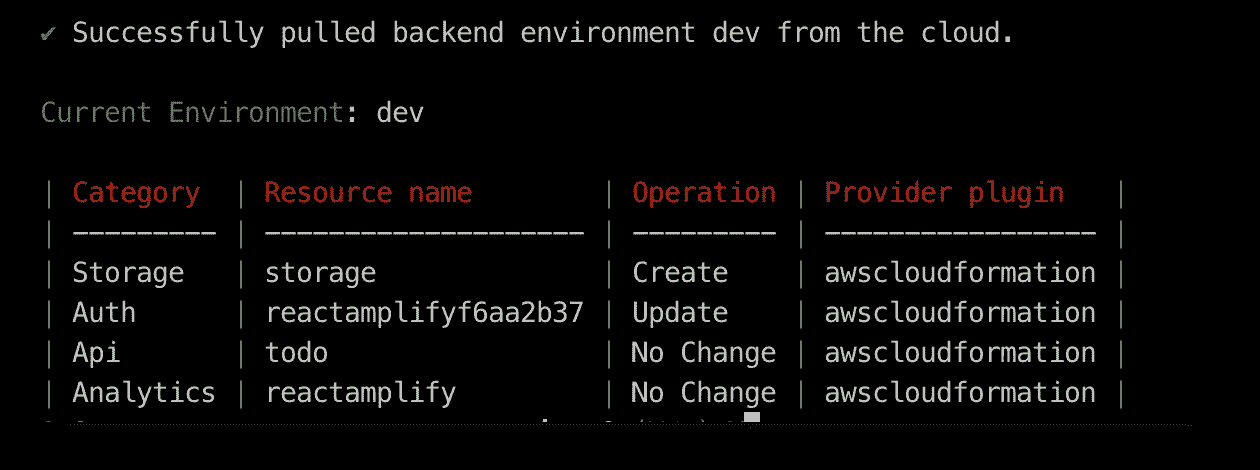 ✔ Successfully pulled backend environment dev from the cloud.
Current Environment: dev
| Category | Resource name | Operation | Provider plugin |
| --------- | -------------------- | --------- | ----------------- |
| Storage | storage | Create | awscloudformation |
| Auth | reactamplifyf6aa2b37 | Update | awscloudformation |
| Api | todo | No Change | awscloudformation |
| Analytics | reactamplify | No Change | awscloudformation |